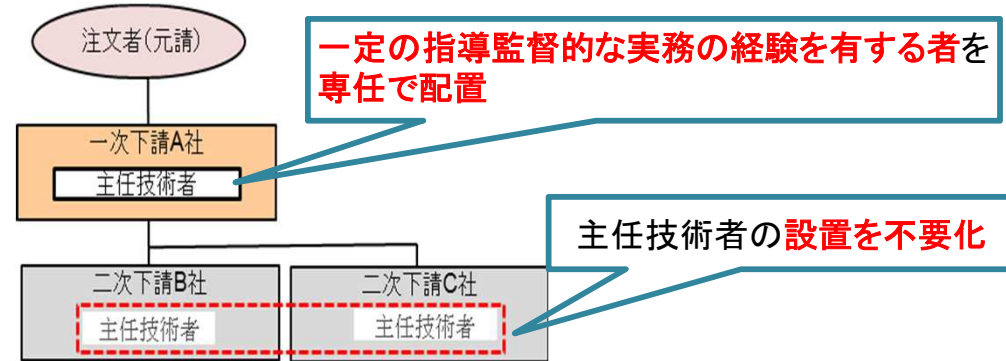 注文者(元請)
一定の指導監督的な実務の経験を有する者を
専任で配置
一次下請A社
主任技術者
主任技術者の設置を不要化
二次下請B社
二次下請C社
主任技術者
主任技術者